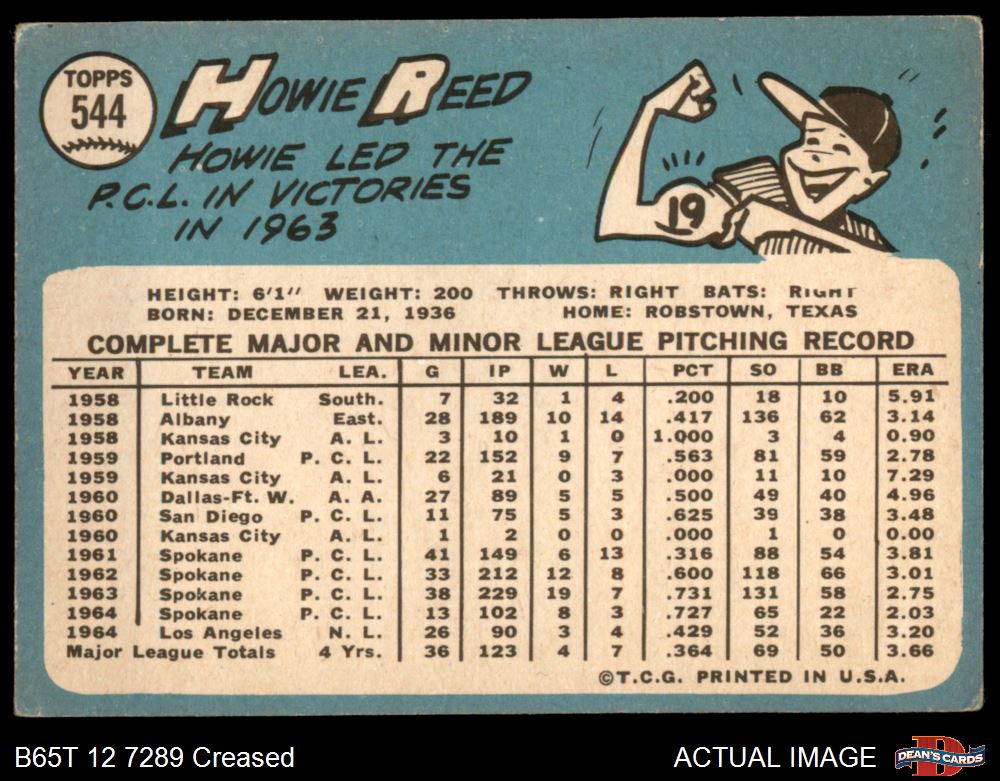 TOPPS
544
HOWIE REED
HOWIE LED THE
P.C.L. IN VICTORIES
IN 1963
19
HEIGHT: 6'1" WEIGHT: 200 THROWS: RIGHT BATS: RIGHT
BORN: DECEMBER 21, 1936 HOME: ROBSTOWN, TEXAS
COMPLETE MAJOR AND MINOR LEAGUE PITCHING RECORD
YEAR TEAM LEA. G IP W L PCT SO BB ERA
1958 Little Rock South. 7 32 1 4 .200 18 10 5.91
1958 Albany East. 28 189 10 14 .417 136 62 3.14
1958 Kansas City A. L. 3 10 1 0 1.000 3 4 0.90
1959 Portland P. C. L. 22 152 9 7 .563 81 59 2.78
1959 Kansas City A. L. 6 21 0 3 .000 11 10 7.29
1960 Dallas-Ft. W. A. A. 27 89 5 5 .500 49 40 4.96
1960 San Diego P. C. L. 11 75 5 3 .625 39 38 3.48
1960 Kansas City A. L. 1 2 0 0 .000 1 0 0.00
1961 Spokane P. C. L. 41 149 6 13 .316 88 54 3.81
1962 Spokane P. C. L. 33 212 12 8 .600 118 66 3.01
1963 Spokane P. C. L. 38 229 19 7 .731 131 58 2.75
1964 Spokane P. C. L. 13 102 8 3 .727 65 22 2.03
1964 Los Angeles N. L. 26 90 3 4 .429 52 36 3.20
Major League Totals 4 Yrs. 36 123 4 7 .364 69 50 3.66
©T.C.G. PRINTED IN U.S.A.
B65T 12 7289 Creased ACTUAL IMAGE
DEAN'S CARDS